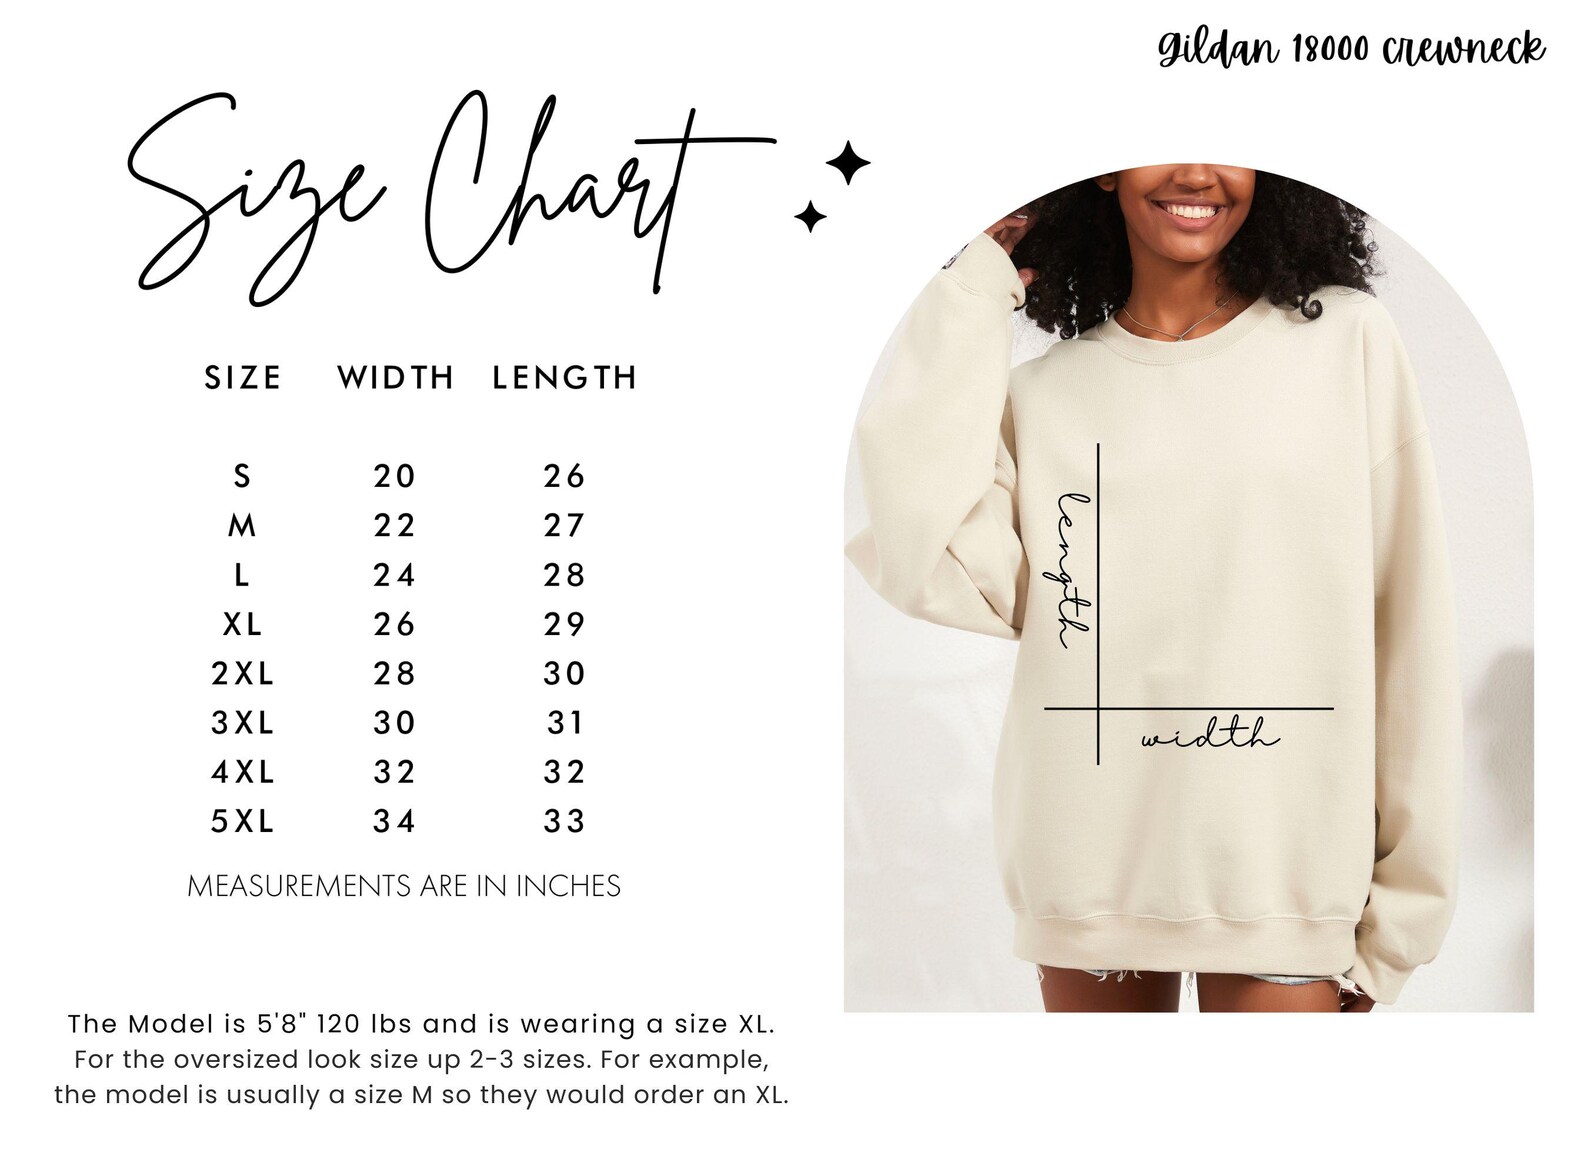 gildan 18000 crewneck
Size Chart
SIZE WIDTH LENGTH
S 20 26
M 22 27
L 24 28
XL 26 29
2XL 28 30
3XL 30 31
4XL 32 32
5XL 34 33
MEASUREMENTS ARE IN INCHES
The Model is 5'8" 120 lbs and is wearing a size XL.
For the oversized look size up 2-3 sizes. For example,
the model is usually a size M so they would order an XL.
length
width